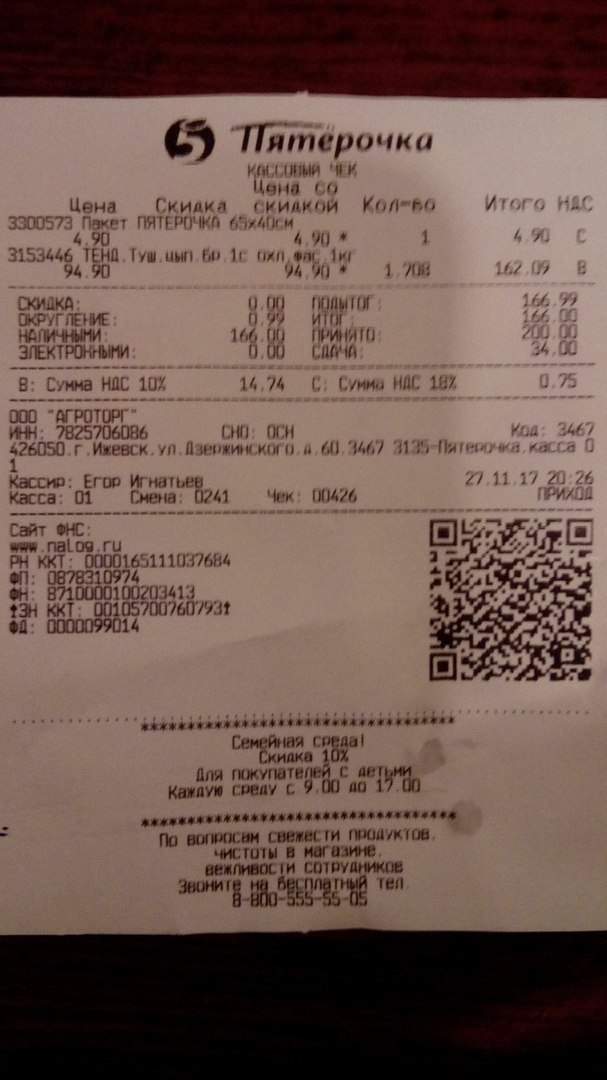 5 Пятёрочка
КАССОВЫЙ ЧЕК
Цена со
Цена Скидка скидкой Кол-во Итого НДС
3300573 Пакет ПЯТЕРОЧКА 65х40см
4.90 4.90 * 1 4.90 C
3153446 ТЕНД.Туш.цып.бр.1с охл.фас.1кг
94.90 94.90 * 1.708 162.09 B
СКИДКА: 0.00 ПОДЫТОГ: 166.99
ОКРУГЛЕНИЕ: 0.99 ИТОГ: 166.00
НАЛИЧНЫМИ: 166.00 ПРИНЯТО: 200.00
ЭЛЕКТРОННЫМИ: 0.00 СДАЧА: 34.00
B: Сумма НДС 10% 14.74 C: Сумма НДС 18% 0.75
ООО "АГРОТОРГ"
ИНН: 7825706086 СНО: ОСН Код: 3467
426050.г.Ижевск.ул.Дзержинского.д.60.3467 3135-Пятерочка.касса 0
1
Кассир: Егор Игнатьев 27.11.17 20:26
Касса: 01 Смена: 0241 Чек: 00426 ПРИХОД
Сайт ФНС:
www.nalog.ru
РН ККТ: 0000165111037684
ФП: 0878310974
ФН: 8710000100203413
↑ЗН ККТ: 00105700760793↑
ФД: 0000099014
***********************************
Семейная среда!
Скидка 10%
Для покупателей с детьми
Каждую среду с 9.00 до 17.00
***********************************
По вопросам свежести продуктов,
чистоты в магазине,
вежливости сотрудников
Звоните на бесплатный тел.
8-800-555-55-05